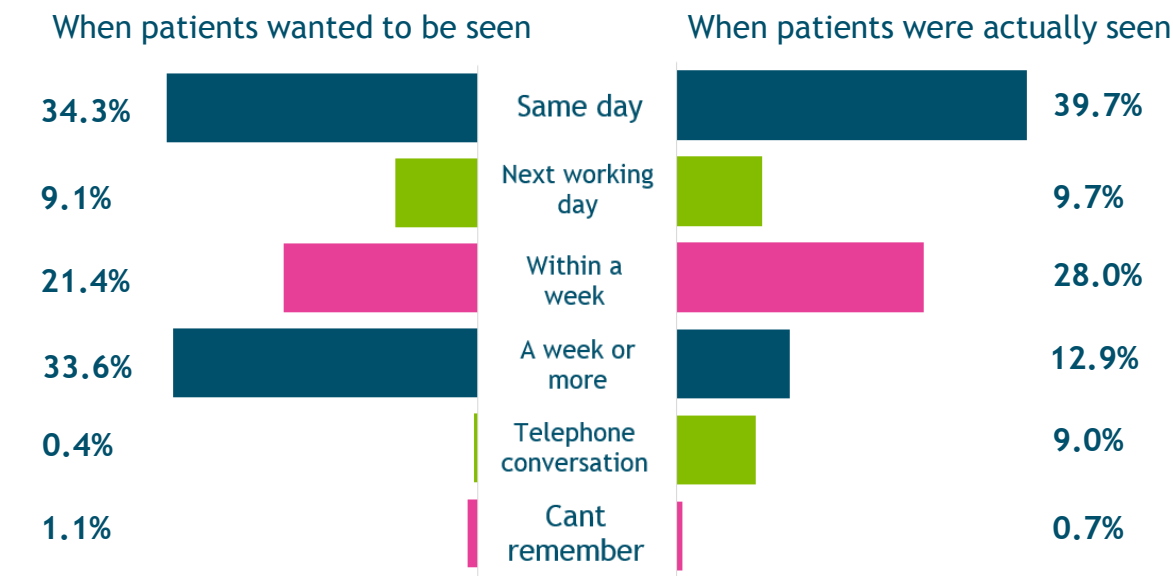 When patients wanted to be seen
When patients were actually seen
34.3%
Same day
39.7%
9.1%
Next working
day
9.7%
21.4%
Within a
week
28.0%
33.6%
A week or
more
12.9%
0.4%
Telephone
conversation
9.0%
1.1%
Cant
remember
0.7%